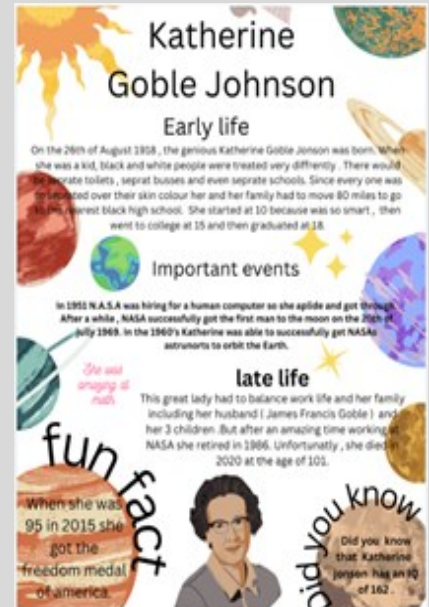 Katherine
Goble Johnson
Early life
On the 26th of August 1918 , the genious Katherine Goble Jonson was born. When
she was a kid, black and white people were treated very diffrently . There would
be seprate toilets , seprat busses and even seprate schools. Since every one was
seperated over their skin colour her and her family had to move 80 miles to go
to the nearest black high school. She started at 10 because was so smart , then
went to college at 15 and then graduated at 18.
Important events
In 1951 N.A.S.A was hiring for a human computer so she aplide and got through.
After a while , NASA successfully got the first man to the moon on the 20th of
jully 1969. In the 1960's Katherine was able to successfully get NASAs
astrunorts to orbit the Earth.
She was
amazing at
math
late life
This great lady had to balance work life and her family
including her husband ( James Francis Goble ) and
her 3 children .But after an amazing time working at
NASA she retired in 1986. Unfortunatly , she died in
2020 at the age of 101.
fun fact
When she was
95 in 2015 she
got the
freedom medal
of america.
did you know
Did you know
that Katherine
jonson has an IQ
of 162 .